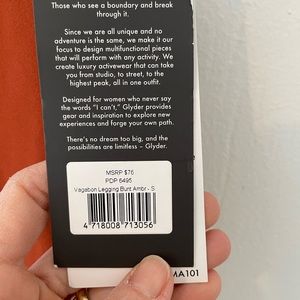 Those who see a boundary and break
through it.
Since we are all unique and no
adventure is the same, we make it our
focus to design multifunctional pieces
that will perform with any activity. We
create luxury activewear that can take
you from studio, to street, to the
highest peak, all in one outfit.
Designed for women who never say
the words "I can't," Glyder provides
gear and inspiration to explore new
experiences and forge your own path.
There's no dream too big, and the
possibilities are limitless – Glyder.
MSRP $76
PDP 6495
Vagabon Legging Bunt Ambr - S
4 718008 713056
MA101